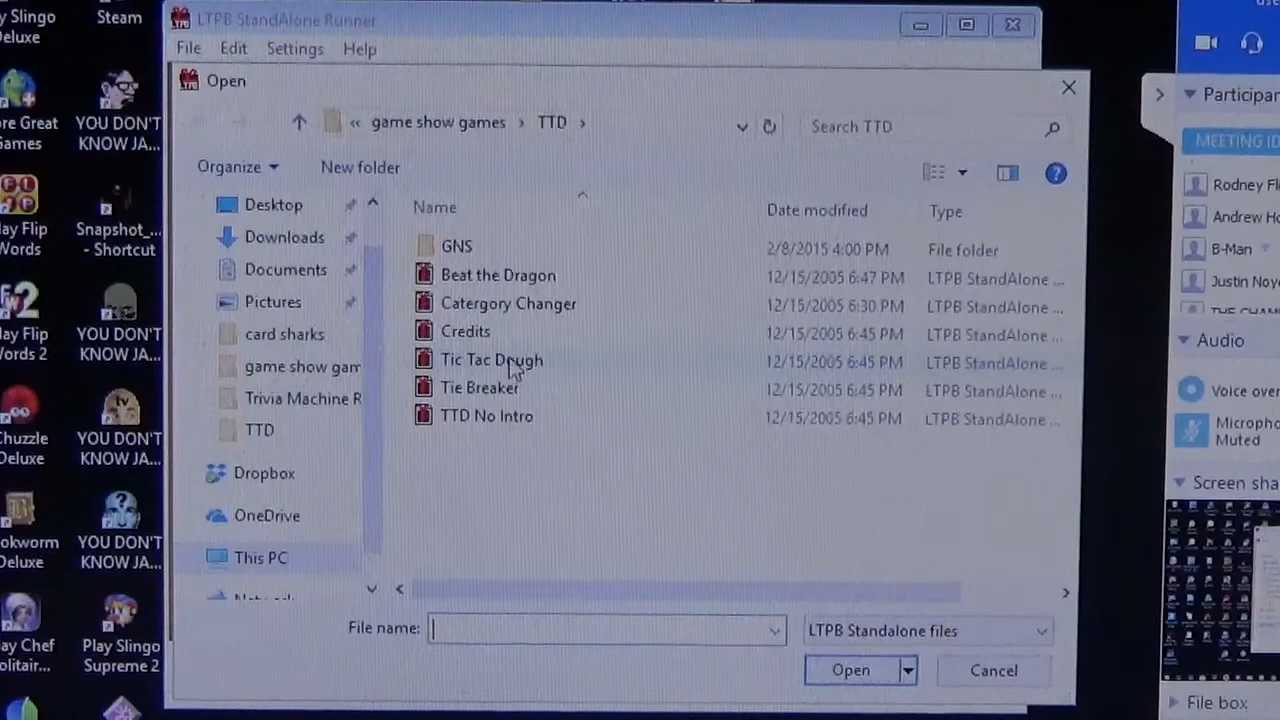 y Slingo
Deluxe
Steam
ore Great
Games
YOU DON'T
KNOW JA...
lay Flip
Words
Snapshot_...
- Shortcut
lay Flip
Words 2
YOU DON'T
KNOW JA...
Chuzzle
Deluxe
YOU DON'T
KNOW JA...
okworm
Deluxe
YOU DON'T
KNOW JA...
ay Chef
olitair...
Play Slingo
Supreme 2
LTPB StandAlone Runner
File Edit Settings Help
Open
« game show games › TTD ›
Search TTD
Organize
New folder
Desktop
Downloads
Documents
Pictures
card sharks
game show gam
Trivia Machine R
TTD
Dropbox
OneDrive
This PC
Name Date modified Type
GNS 2/8/2015 4:00 PM File folder
Beat the Dragon 12/15/2005 6:47 PM LTPB StandAlone ...
Catergory Changer 12/15/2005 6:30 PM LTPB StandAlone ...
Credits 12/15/2005 6:45 PM LTPB StandAlone ...
Tic Tac Dough 12/15/2005 6:45 PM LTPB StandAlone ...
Tie Breaker 12/15/2005 6:45 PM LTPB StandAlone ...
TTD No Intro 12/15/2005 6:45 PM LTPB StandAlone ...
File name:
LTPB Standalone files
Open
Cancel
Participan
MEETING ID
Rodney Fl
Andrew Ho
B-Man
Justin Noye
THE CHAM
Audio
Voice over
Micropho
Muted
Screen sha
File box